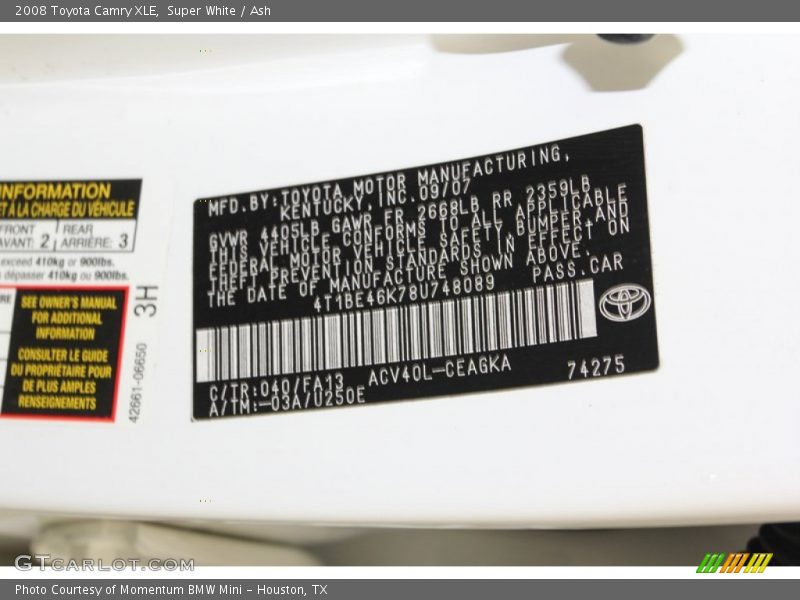 2008 Toyota Camry XLE,  Super White / Ash
INFORMATION
ET À LA CHARGE DU VÉHICULE
FRONT
AVANT: 2
REAR
ARRIÈRE: 3
exceed 410kg or 900lbs.
dépasser 410kg ou 900lbs.
SEE OWNER'S MANUAL
FOR ADDITIONAL
INFORMATION
CONSULTER LE GUIDE
DU PROPRIÉTAIRE POUR
DE PLUS AMPLES
RENSEIGNEMENTS
42661-06650
3H
MFD.BY:TOYOTA MOTOR MANUFACTURING,
KENTUCKY,INC.09/07
GVWR 4405LB GAWR FR 2668LB RR 2359LB
THIS VEHICLE CONFORMS TO ALL APPLICABLE
FEDERAL MOTOR VEHICLE SAFETY,BUMPER,AND
THEFT PREVENTION STANDARDS IN EFFECT ON
THE DATE OF MANUFACTURE SHOWN ABOVE.
4T1BE46K78U748089 PASS.CAR
C/TR:040/FA13 ACV40L-CEAGKA 74275
A/TM:-03A/U250E
GTCARLOT.COM
Photo Courtesy of Momentum BMW Mini - Houston, TX